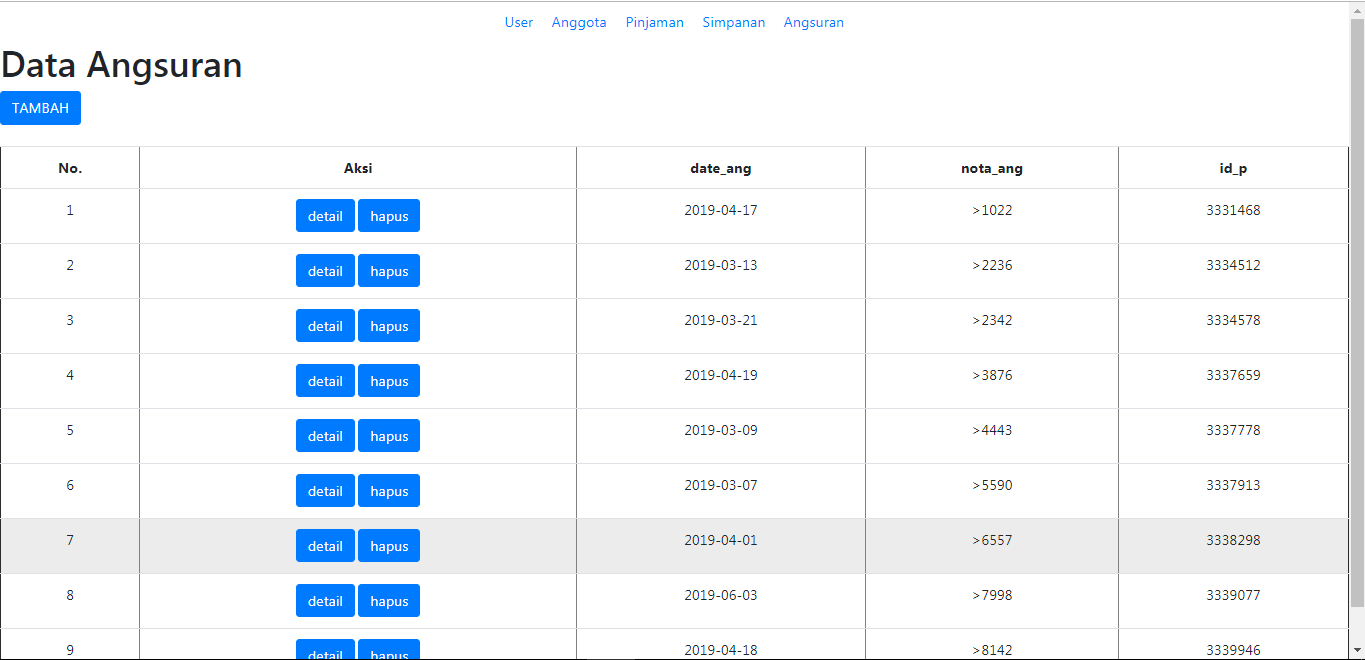 User Anggota Pinjaman Simpanan Angsuran
Data Angsuran
TAMBAH
No. Aksi date_ang nota_ang id_p
1 detail hapus 2019-04-17 >1022 3331468
2 detail hapus 2019-03-13 >2236 3334512
3 detail hapus 2019-03-21 >2342 3334578
4 detail hapus 2019-04-19 >3876 3337659
5 detail hapus 2019-03-09 >4443 3337778
6 detail hapus 2019-03-07 >5590 3337913
7 detail hapus 2019-04-01 >6557 3338298
8 detail hapus 2019-06-03 >7998 3339077
9 detail hapus 2019-04-18 >8142 3339946